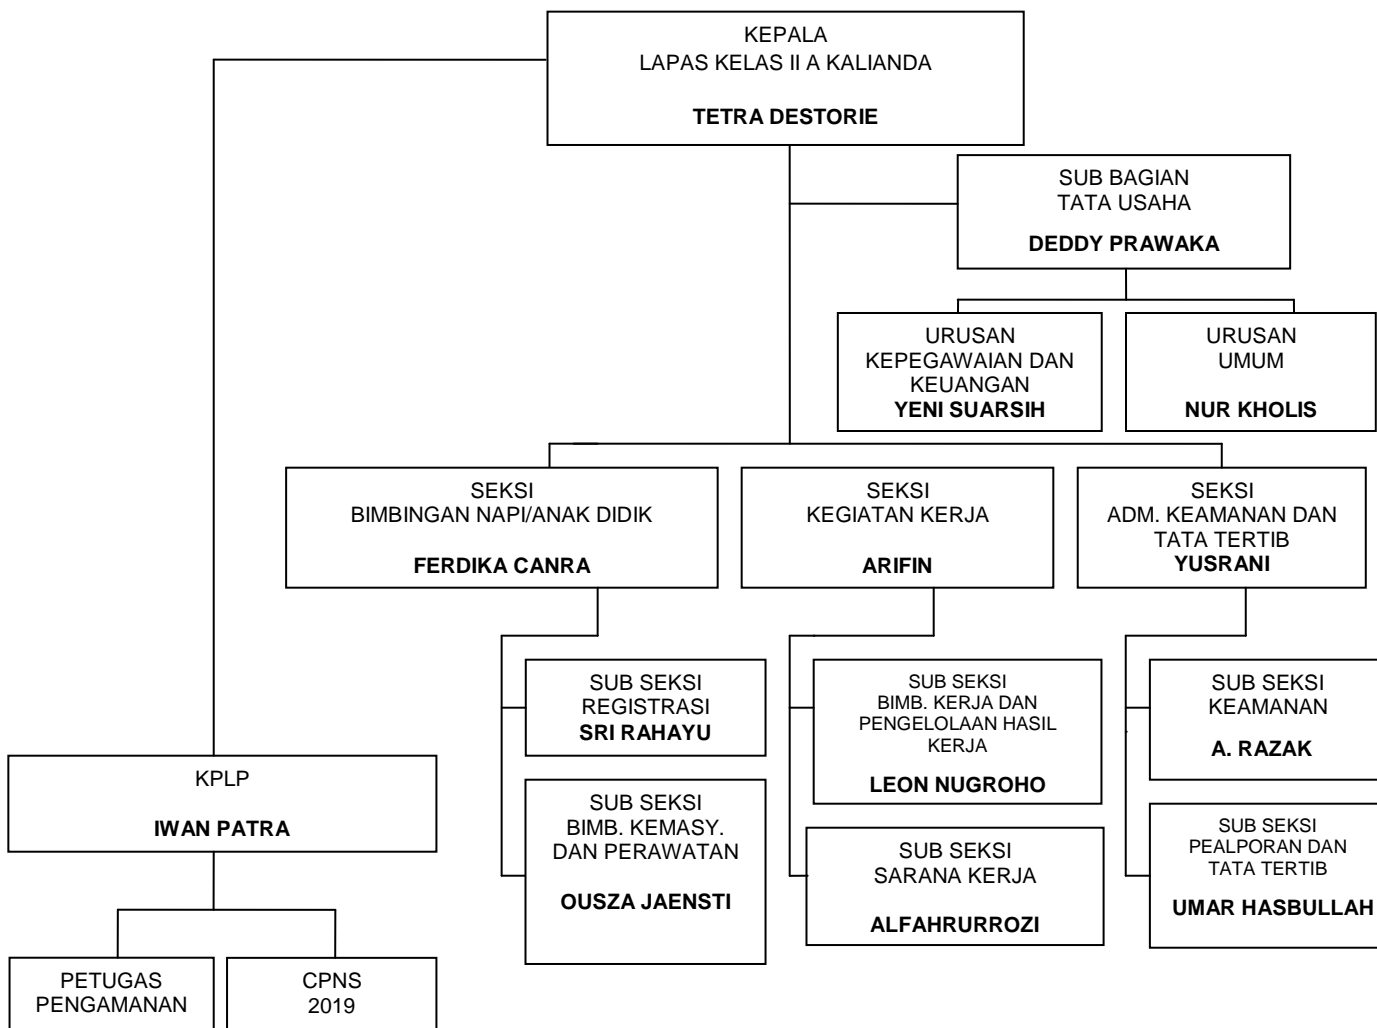 KEPALA
LAPAS KELAS II A KALIANDA
TETRA DESTORIE
SUB BAGIAN
TATA USAHA
DEDDY PRAWAKA
URUSAN
KEPEGAWAIAN DAN
KEUANGAN
YENI SUARSIH
URUSAN
UMUM
NUR KHOLIS
SEKSI
BIMBINGAN NAPI/ANAK DIDIK
FERDIKA CANRA
SEKSI
KEGIATAN KERJA
ARIFIN
SEKSI
ADM. KEAMANAN DAN
TATA TERTIB
YUSRANI
SUB SEKSI
REGISTRASI
SRI RAHAYU
SUB SEKSI
BIMB. KERJA DAN
PENGELOLAAN HASIL
KERJA
LEON NUGROHO
SUB SEKSI
KEAMANAN
A. RAZAK
KPLP
IWAN PATRA
SUB SEKSI
BIMB. KEMASY.
DAN PERAWATAN
OUSZA JAENSTI
SUB SEKSI
SARANA KERJA
ALFAHRURROZI
SUB SEKSI
PEALPORAN DAN
TATA TERTIB
UMAR HASBULLAH
PETUGAS
PENGAMANAN
CPNS
2019